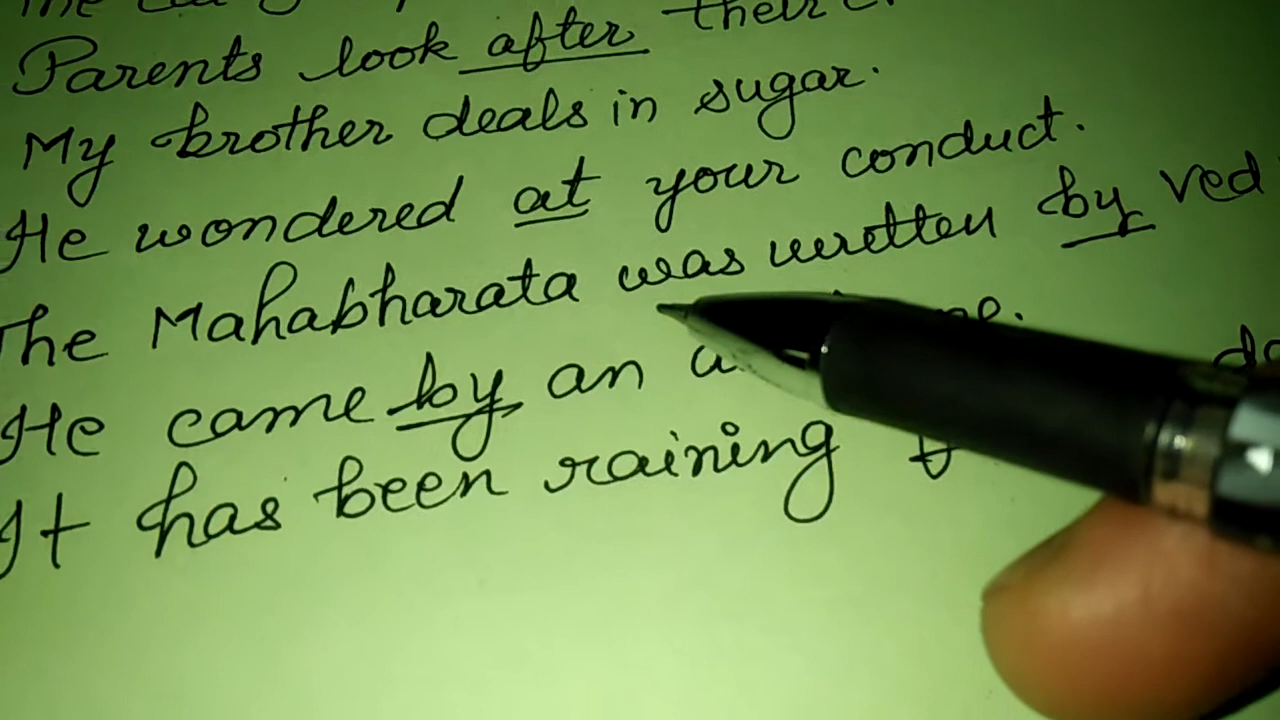 The
Parents look after their
My brother deals in sugar.
He wondered at your conduct.
The Mahabharata was written by ved
He came by an
It has been raining